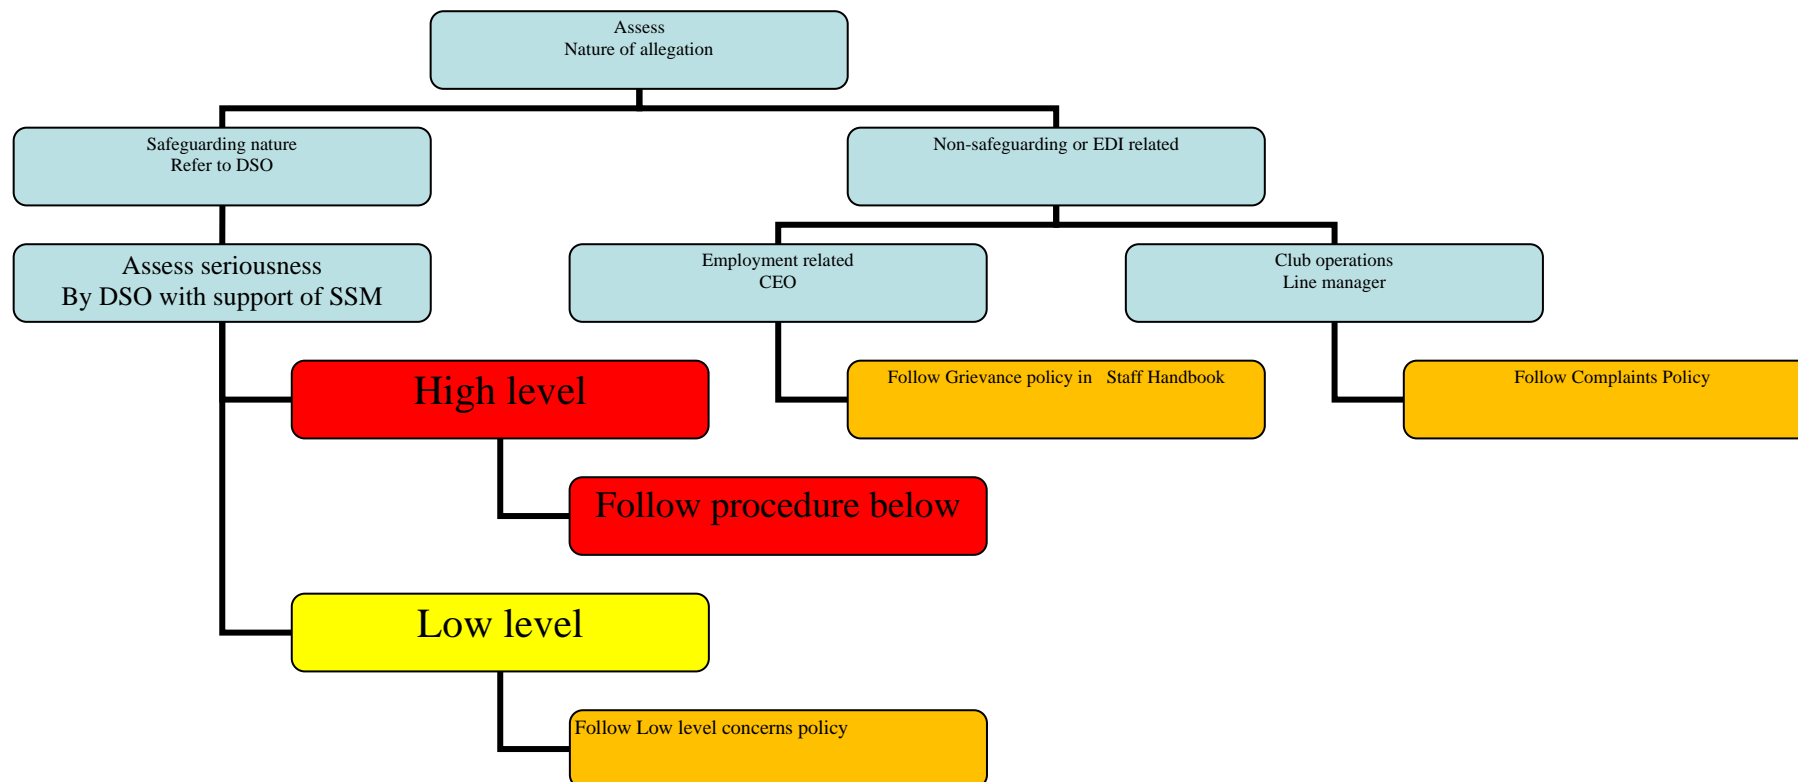 Assess
Nature of allegation
Safeguarding nature
Refer to DSO
Non-safeguarding or EDI related
Assess seriousness
By DSO with support of SSM
Employment related
CEO
Club operations
Line manager
High level
Follow Grievance policy in   Staff Handbook
Follow Complaints Policy
Follow procedure below
Low level
Follow Low level concerns policy